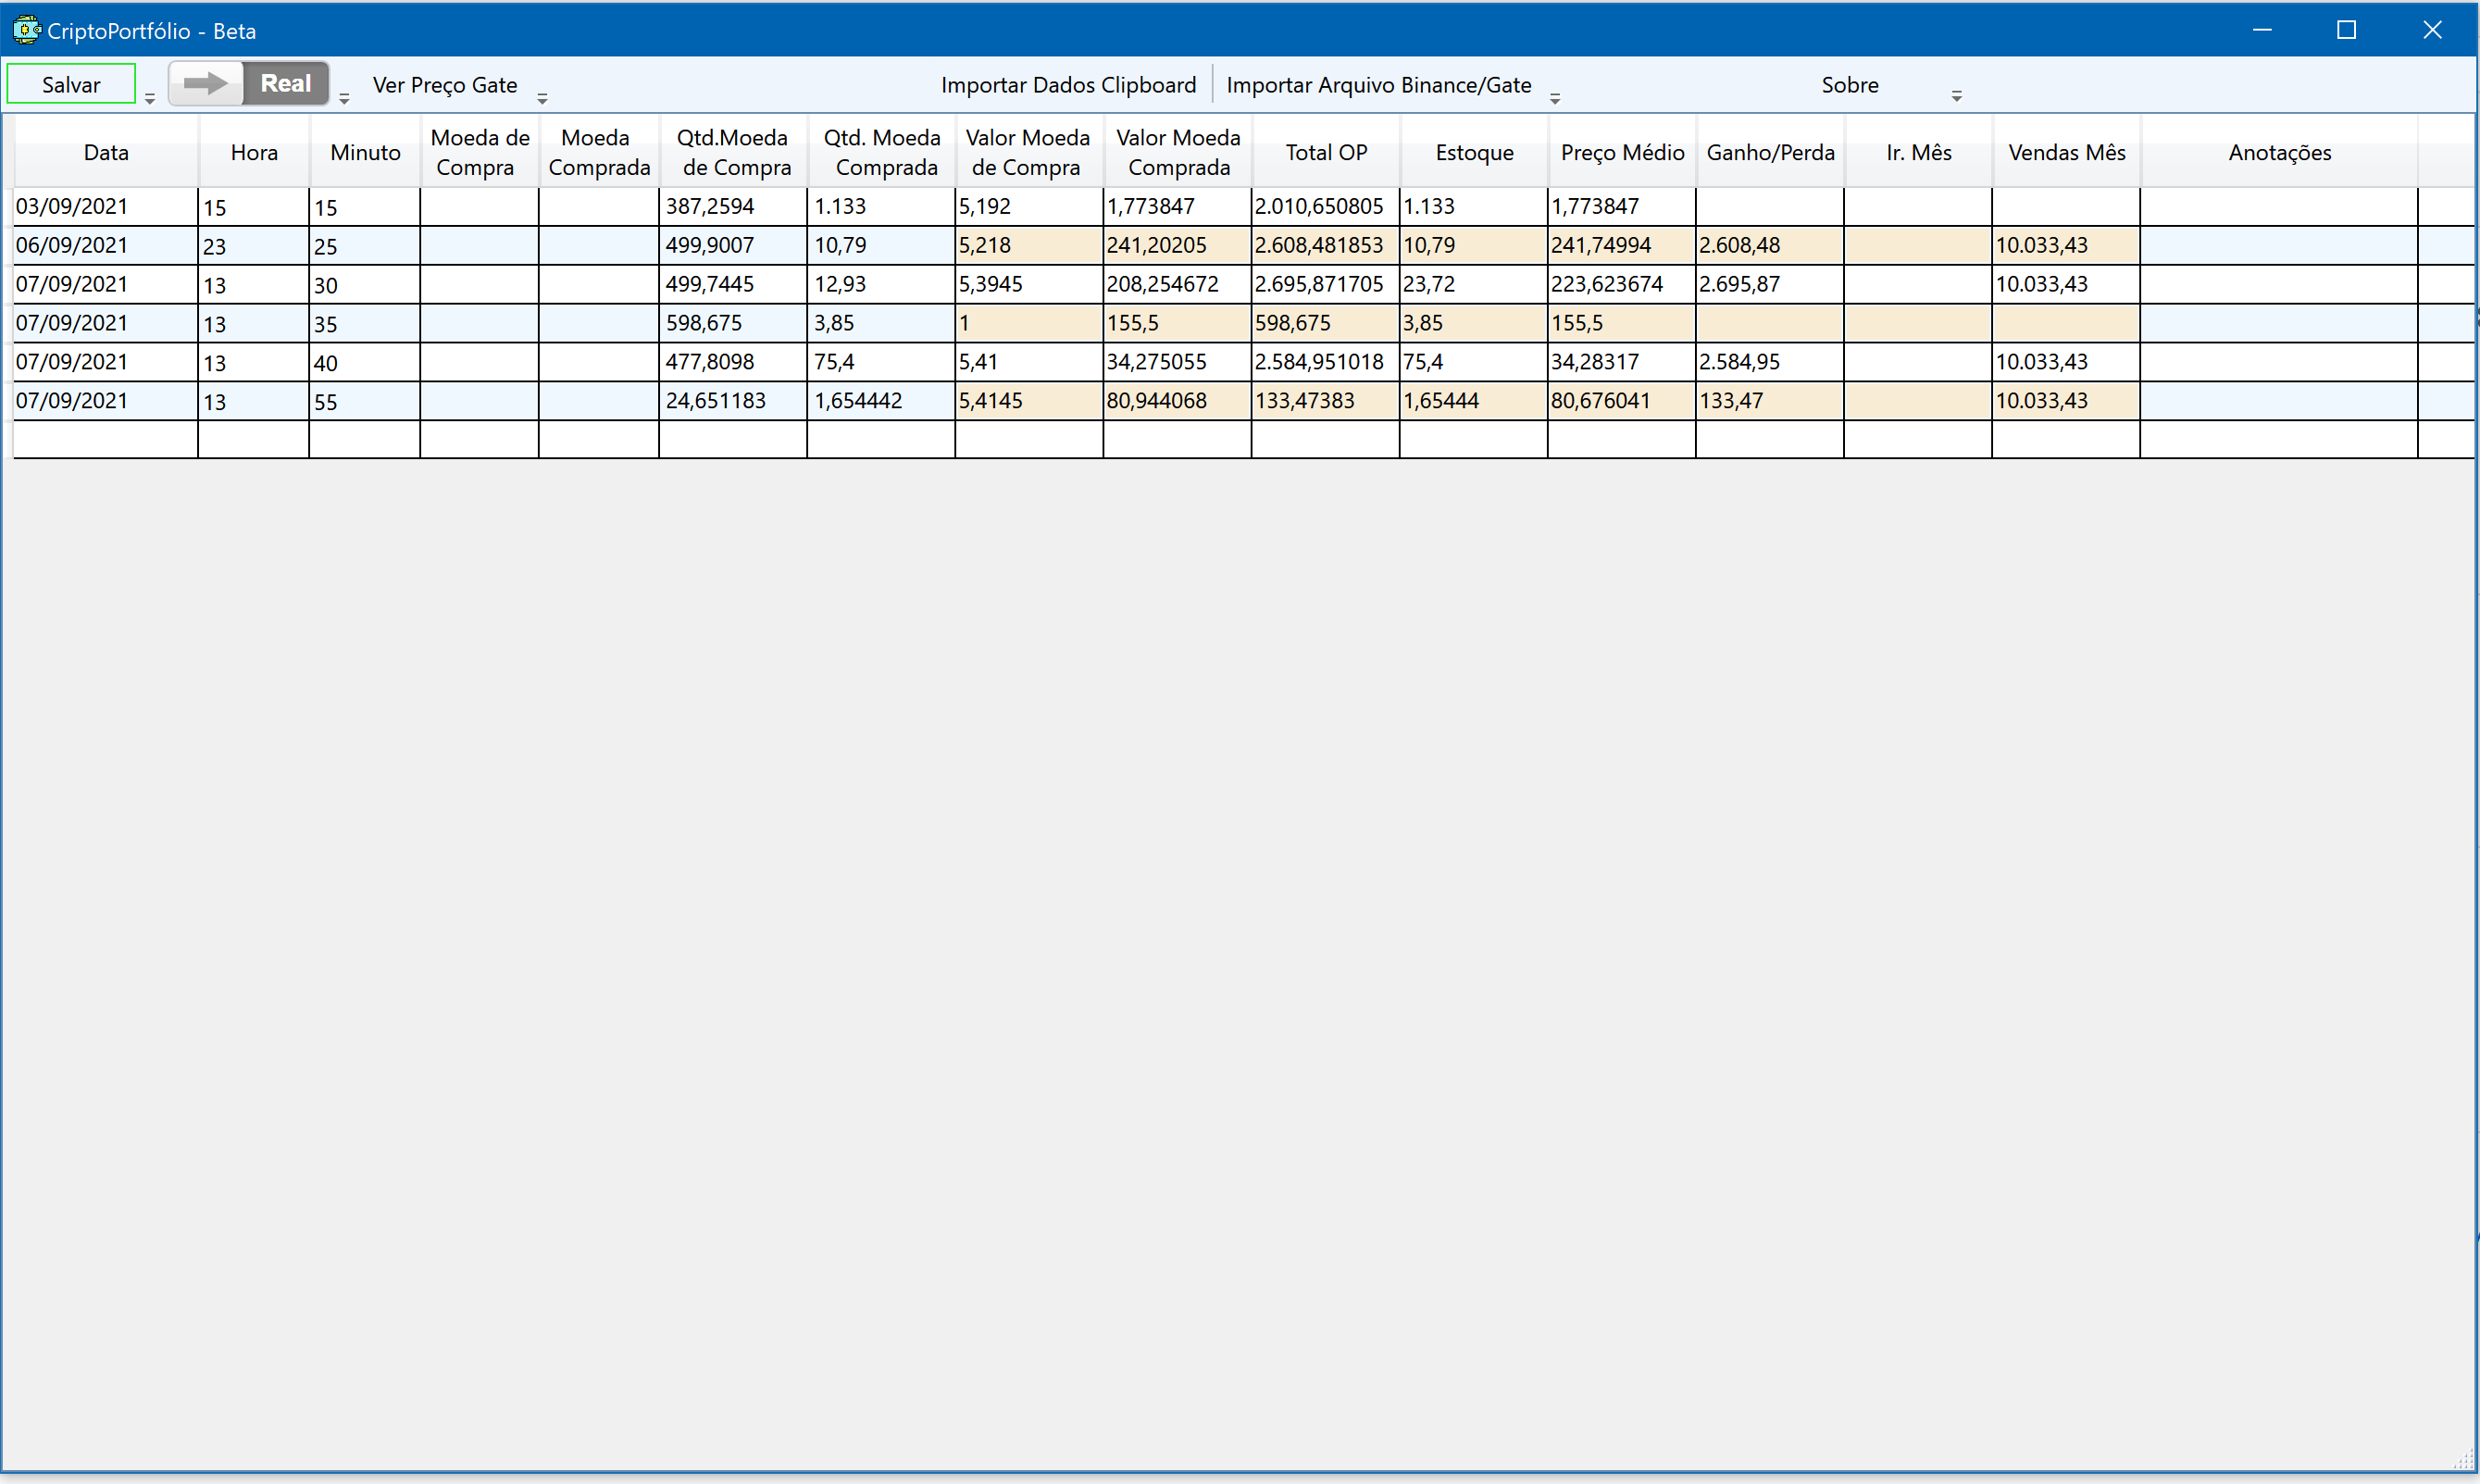 CriptoPortfólio - Beta
Salvar Real Ver Preço Gate Importar Dados Clipboard Importar Arquivo Binance/Gate Sobre
Data Hora Minuto Moeda de Compra Moeda Comprada Qtd.Moeda de Compra Qtd. Moeda Comprada Valor Moeda de Compra Valor Moeda Comprada Total OP Estoque Preço Médio Ganho/Perda Ir. Mês Vendas Mês Anotações
03/09/2021 15 15 387,2594 1.133 5,192 1,773847 2.010,650805 1.133 1,773847
06/09/2021 23 25 499,9007 10,79 5,218 241,20205 2.608,481853 10,79 241,74994 2.608,48 10.033,43
07/09/2021 13 30 499,7445 12,93 5,3945 208,254672 2.695,871705 23,72 223,623674 2.695,87 10.033,43
07/09/2021 13 35 598,675 3,85 1 155,5 598,675 3,85 155,5
07/09/2021 13 40 477,8098 75,4 5,41 34,275055 2.584,951018 75,4 34,28317 2.584,95 10.033,43
07/09/2021 13 55 24,651183 1,654442 5,4145 80,944068 133,47383 1,65444 80,676041 133,47 10.033,43